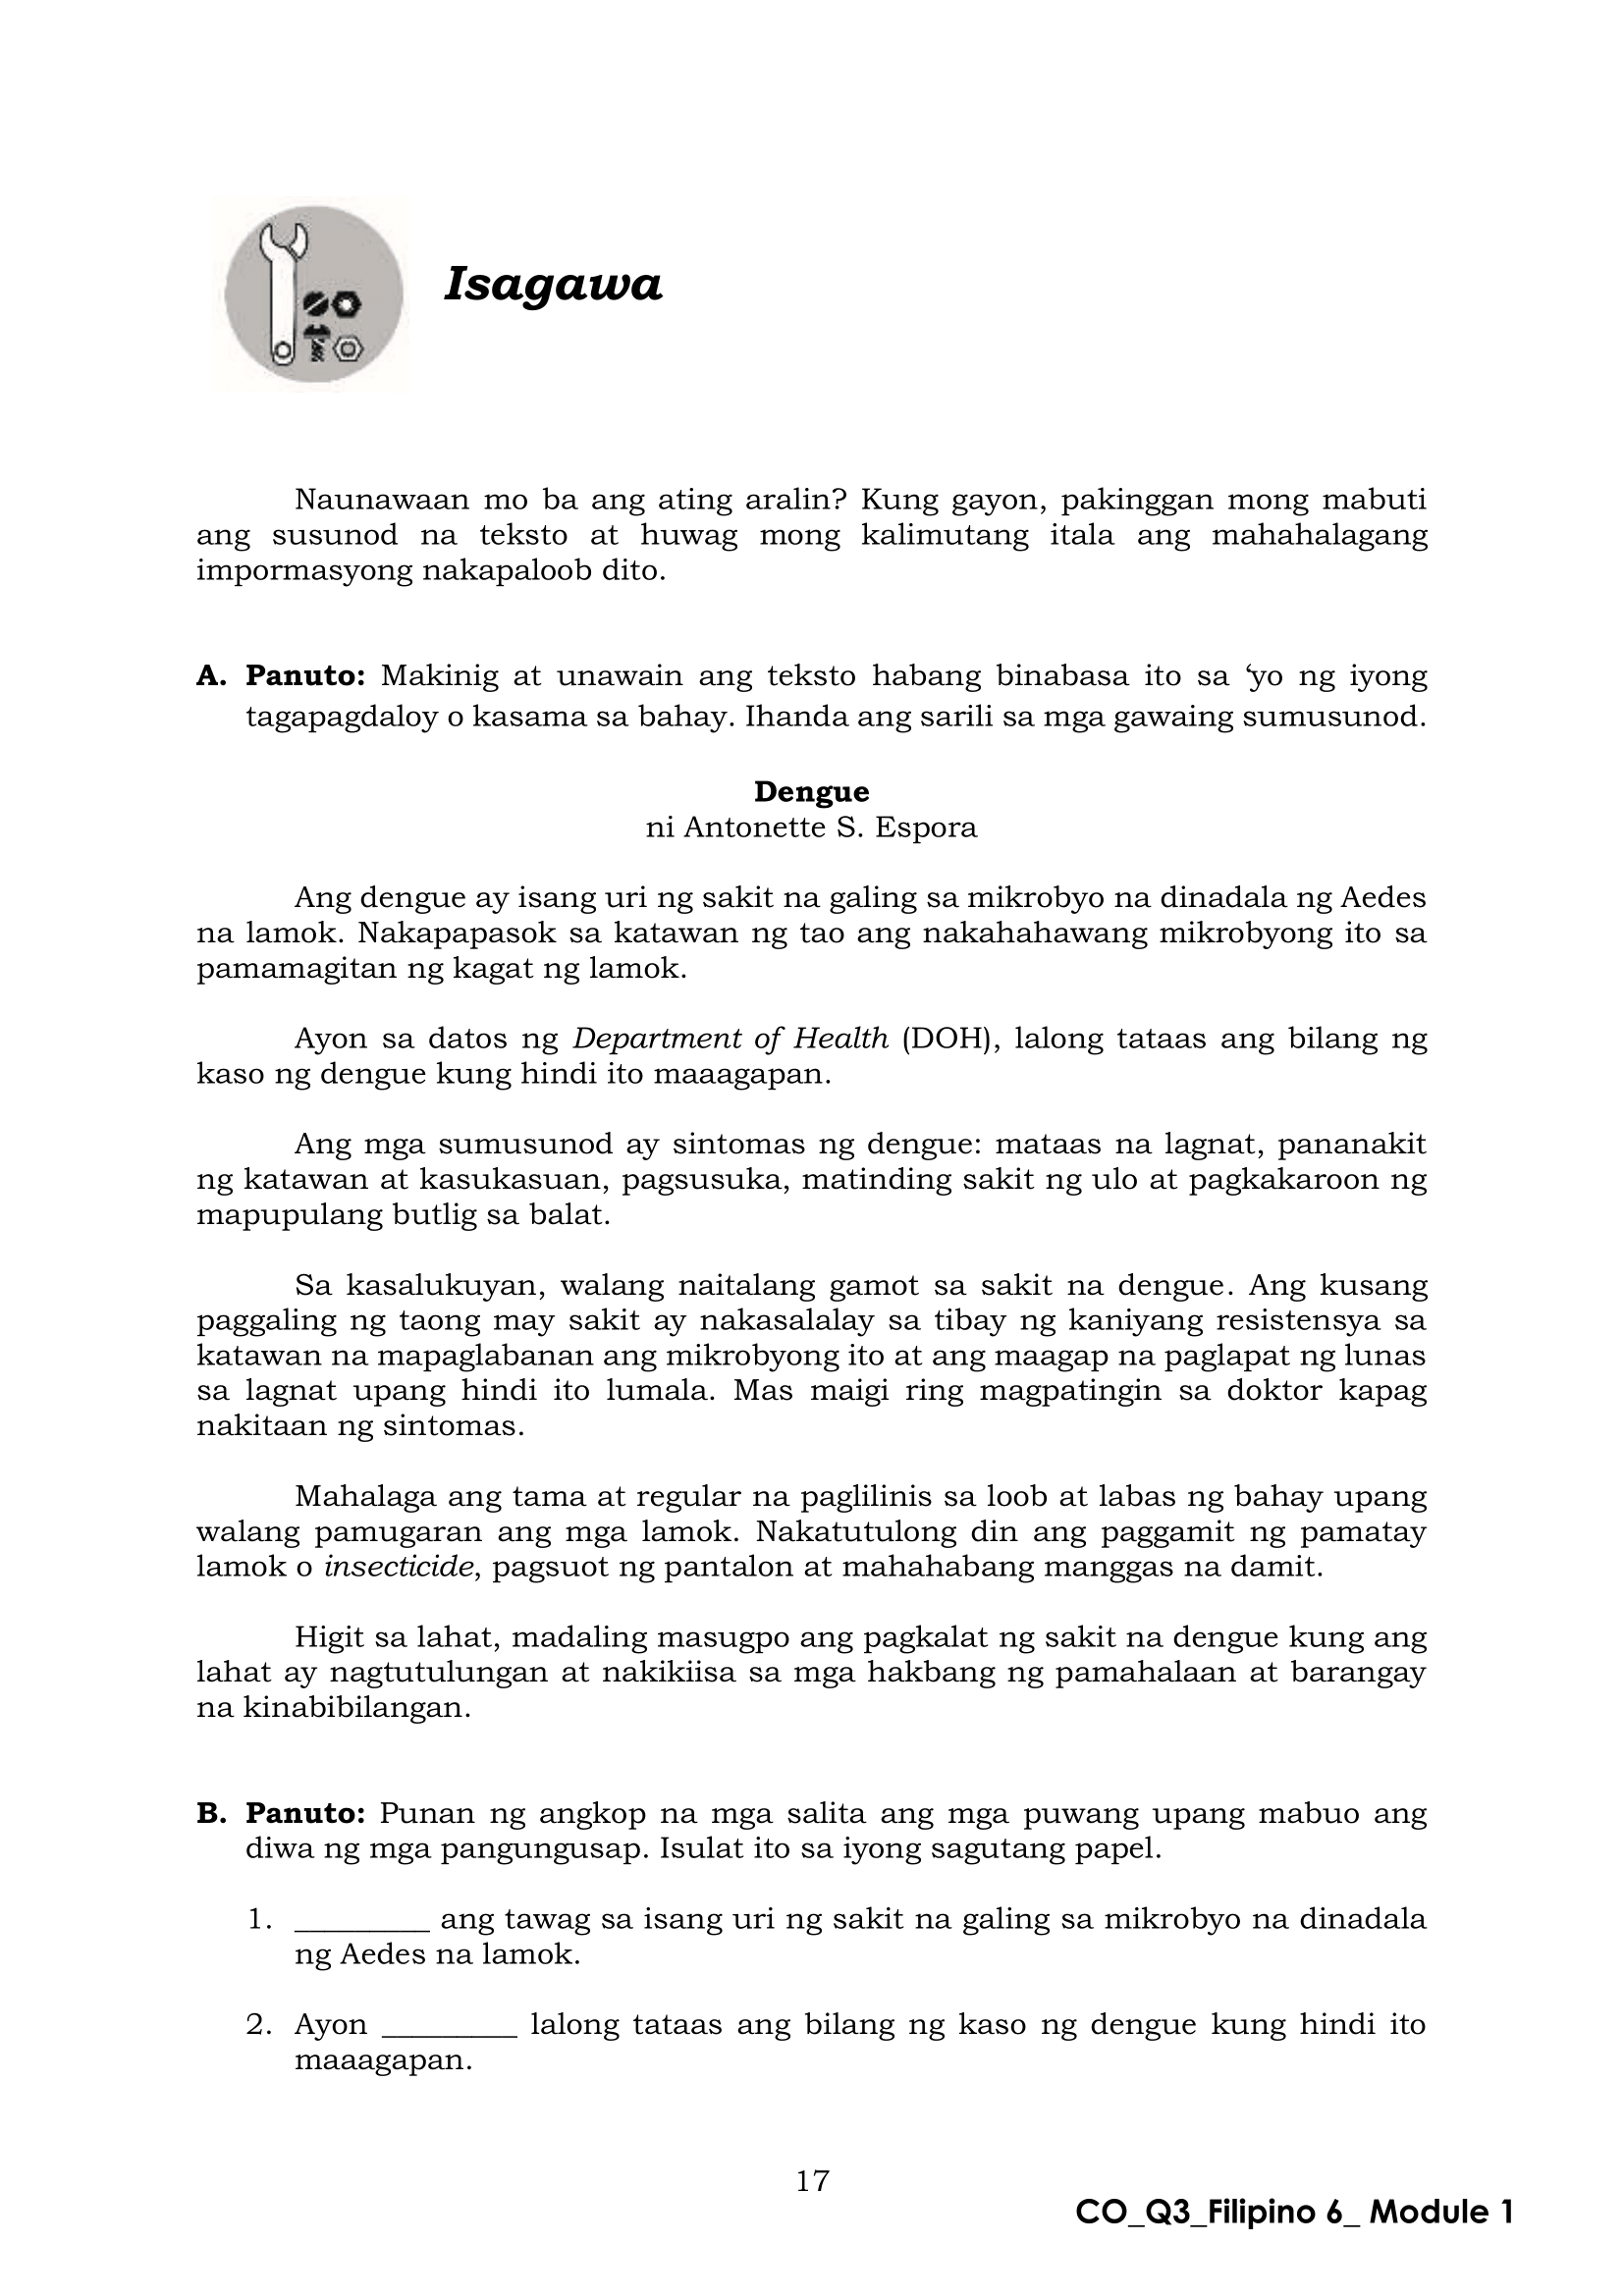 Isagawa
Naunawaan mo ba ang ating aralin? Kung gayon, pakinggan mong mabuti
ang susunod na teksto at huwag mong kalimutang itala ang mahahalagang
impormasyong nakapaloob dito.
A. Panuto: Makinig at unawain ang teksto habang binabasa ito sa ‘yo ng iyong
tagapagdaloy o kasama sa bahay. Ihanda ang sarili sa mga gawaing sumusunod.
Dengue
ni Antonette S. Espora
Ang dengue ay isang uri ng sakit na galing sa mikrobyo na dinadala ng Aedes
na lamok. Nakapapasok sa katawan ng tao ang nakahahawang mikrobyong ito sa
pamamagitan ng kagat ng lamok.
Ayon sa datos ng Department of Health (DOH), lalong tataas ang bilang ng
kaso ng dengue kung hindi ito maaagapan.
Ang mga sumusunod ay sintomas ng dengue: mataas na lagnat, pananakit
ng katawan at kasukasuan, pagsusuka, matinding sakit ng ulo at pagkakaroon ng
mapupulang butlig sa balat.
Sa kasalukuyan, walang naitalang gamot sa sakit na dengue. Ang kusang
paggaling ng taong may sakit ay nakasalalay sa tibay ng kaniyang resistensya sa
katawan na mapaglabanan ang mikrobyong ito at ang maagap na paglapat ng lunas
sa lagnat upang hindi ito lumala. Mas maigi ring magpatingin sa doktor kapag
nakitaan ng sintomas.
Mahalaga ang tama at regular na paglilinis sa loob at labas ng bahay upang
walang pamugaran ang mga lamok. Nakatutulong din ang paggamit ng pamatay
lamok o insecticide, pagsuot ng pantalon at mahahabang manggas na damit.
Higit sa lahat, madaling masugpo ang pagkalat ng sakit na dengue kung ang
lahat ay nagtutulungan at nakikiisa sa mga hakbang ng pamahalaan at barangay
na kinabibilangan.
B. Panuto: Punan ng angkop na mga salita ang mga puwang upang mabuo ang
diwa ng mga pangungusap. Isulat ito sa iyong sagutang papel.
1. _________ ang tawag sa isang uri ng sakit na galing sa mikrobyo na dinadala
ng Aedes na lamok.
2. Ayon _________ lalong tataas ang bilang ng kaso ng dengue kung hindi ito
maaagapan.
17
CO_Q3_Filipino 6_ Module 1